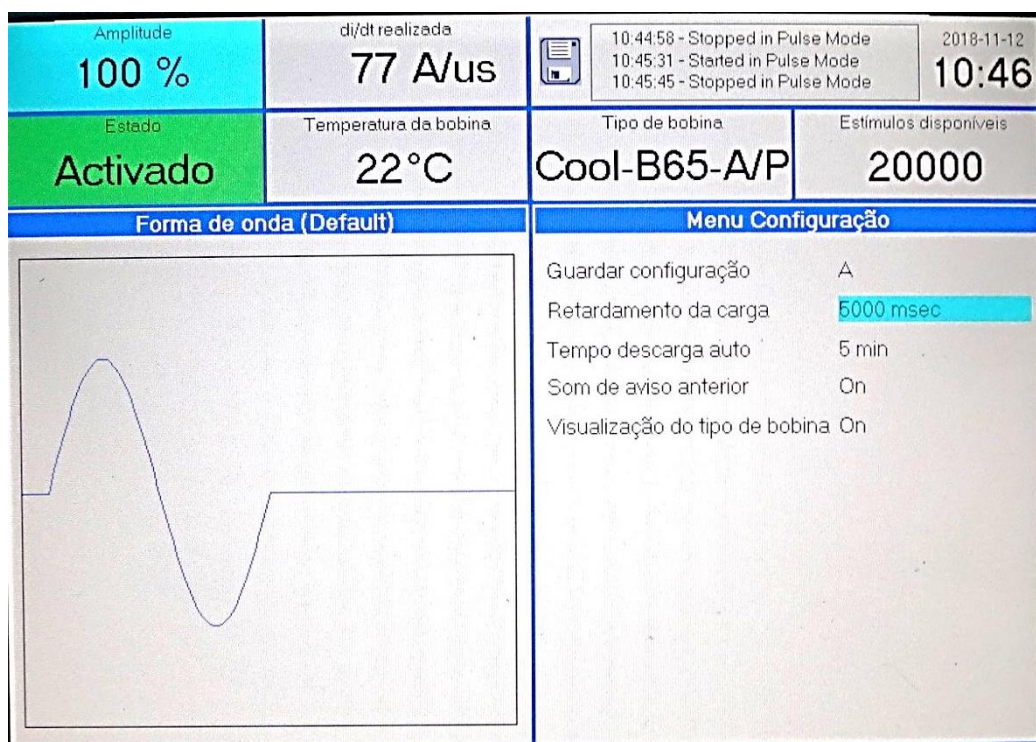 Amplitude
100 %
di/dt realizada
77 A/us
10:44:58 - Stopped in Pulse Mode
10:45:31 - Started in Pulse Mode
10:45:45 - Stopped in Pulse Mode
2018-11-12
10:46
Estado
Activado
Temperatura da bobina
22°C
Tipo de bobina
Cool-B65-A/P
Estímulos disponíveis
20000
Forma de onda (Default)
Menu Configuração
Guardar configuração A
Retardamento da carga 5000 msec
Tempo descarga auto 5 min
Som de aviso anterior On
Visualização do tipo de bobina On